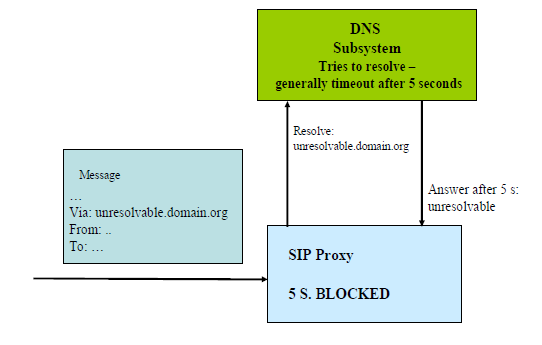 DNS
Subsystem
Tries to resolve –
generally timeout after 5 seconds
Resolve:
unresolvable.domain.org
Message
…
Via: unresolvable.domain.org
From: ..
To: …
Answer after 5 s:
unresolvable
SIP Proxy
5 S. BLOCKED